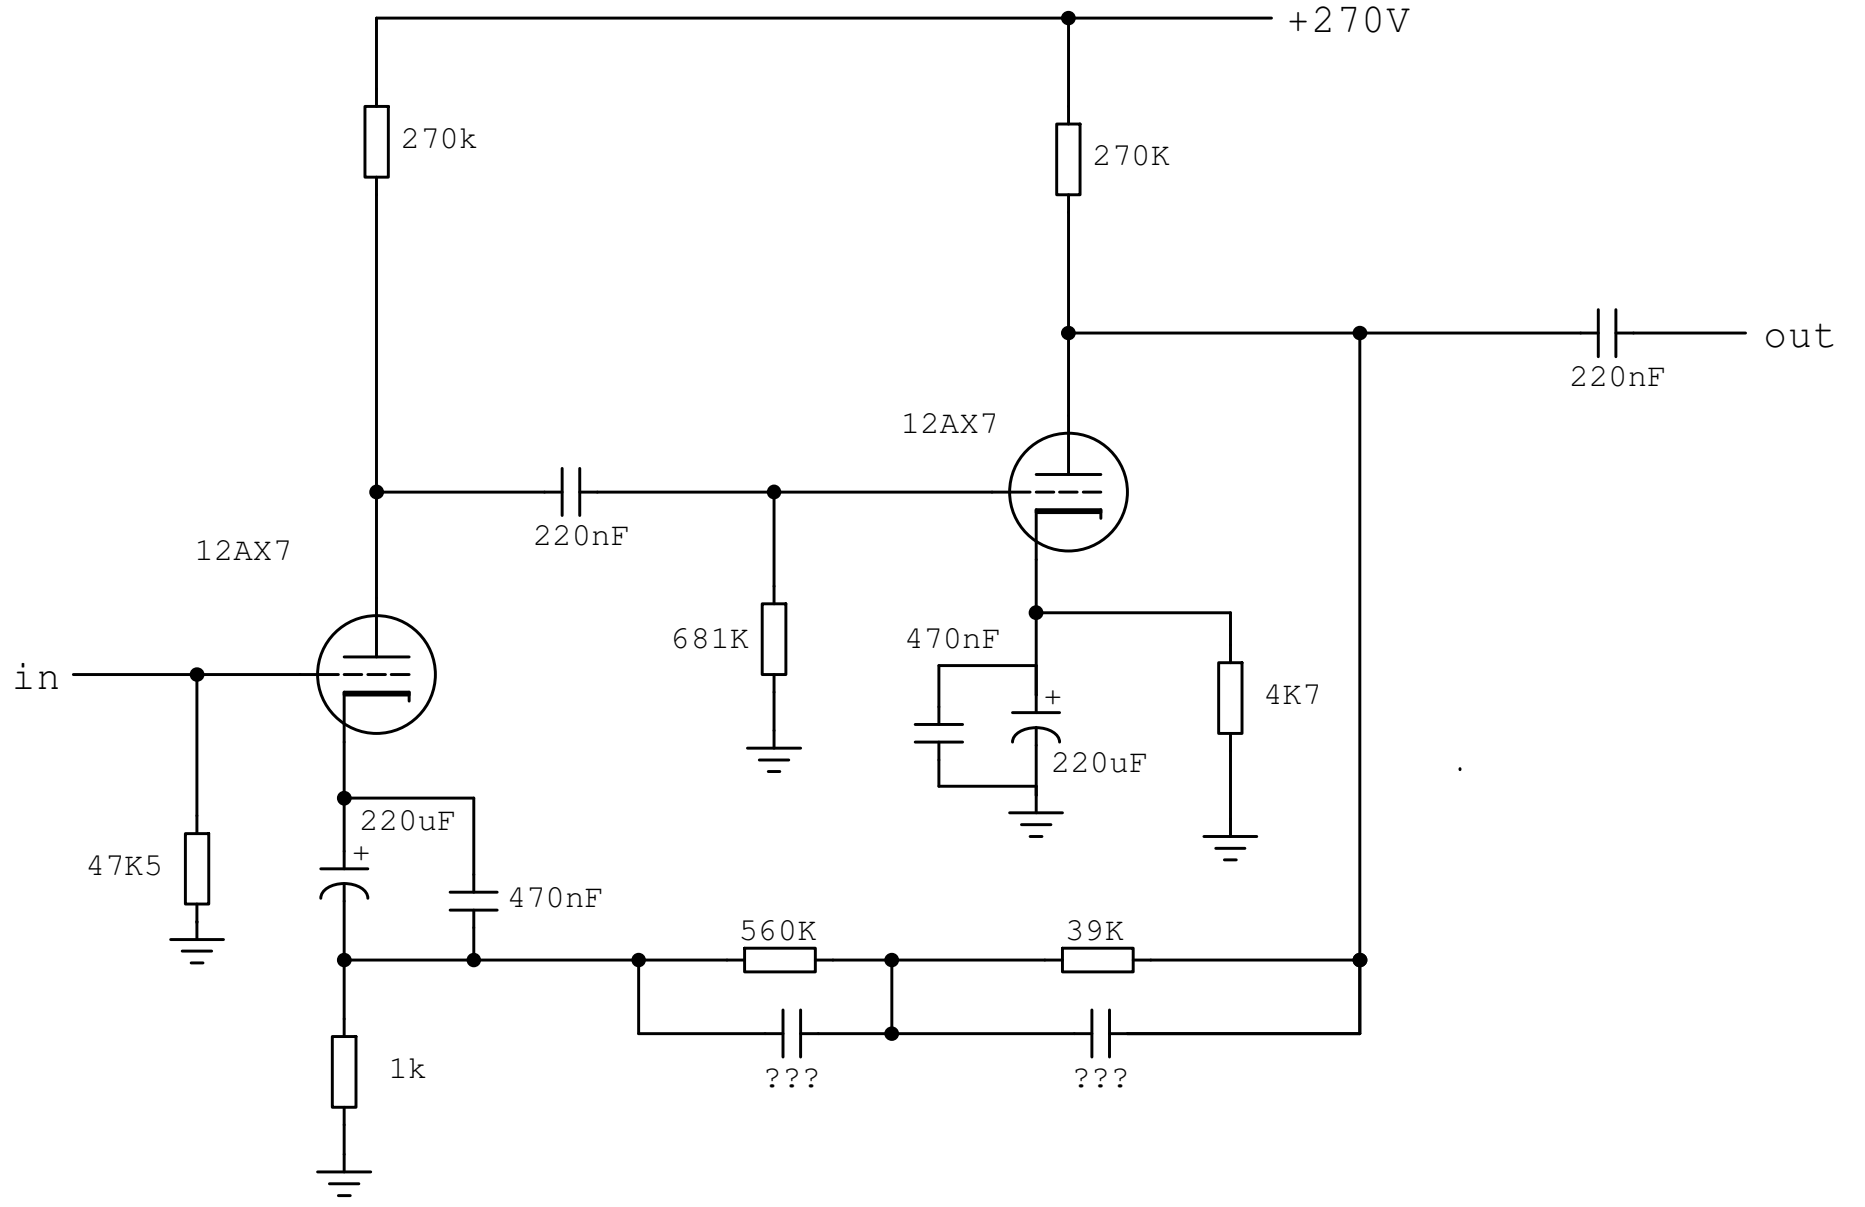 +270V
270k
270K
out
220nF
12AX7
220nF
12AX7
681K
470nF
in
4K7
+
220uF
220uF
+
47K5
470nF
560K
39K
1k
???
???